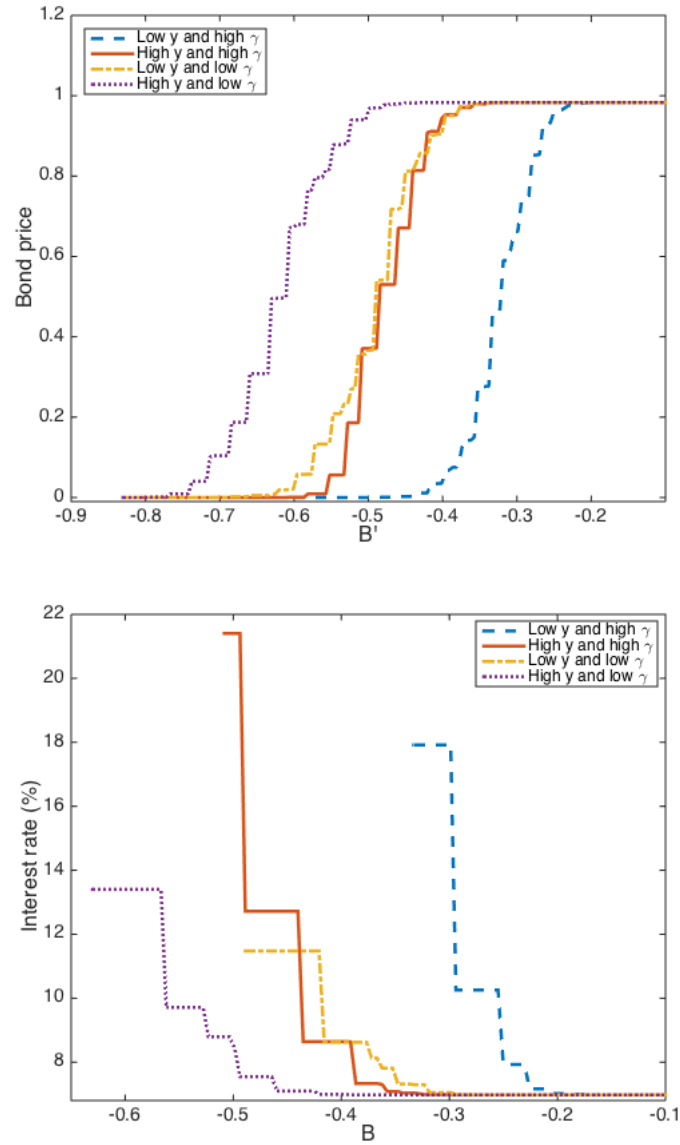 1.2
Low y and high γ
High y and high γ
Low y and low γ
High y and low γ
1
0.8
0.6
0.4
0.2
0
Bond price
-0.9 -0.8 -0.7 -0.6 -0.5 -0.4 -0.3 -0.2
B'
22
Low y and high γ
High y and high γ
Low y and low γ
High y and low γ
20
18
16
14
12
10
8
Interest rate (%)
-0.6 -0.5 -0.4 -0.3 -0.2 -0.1
B